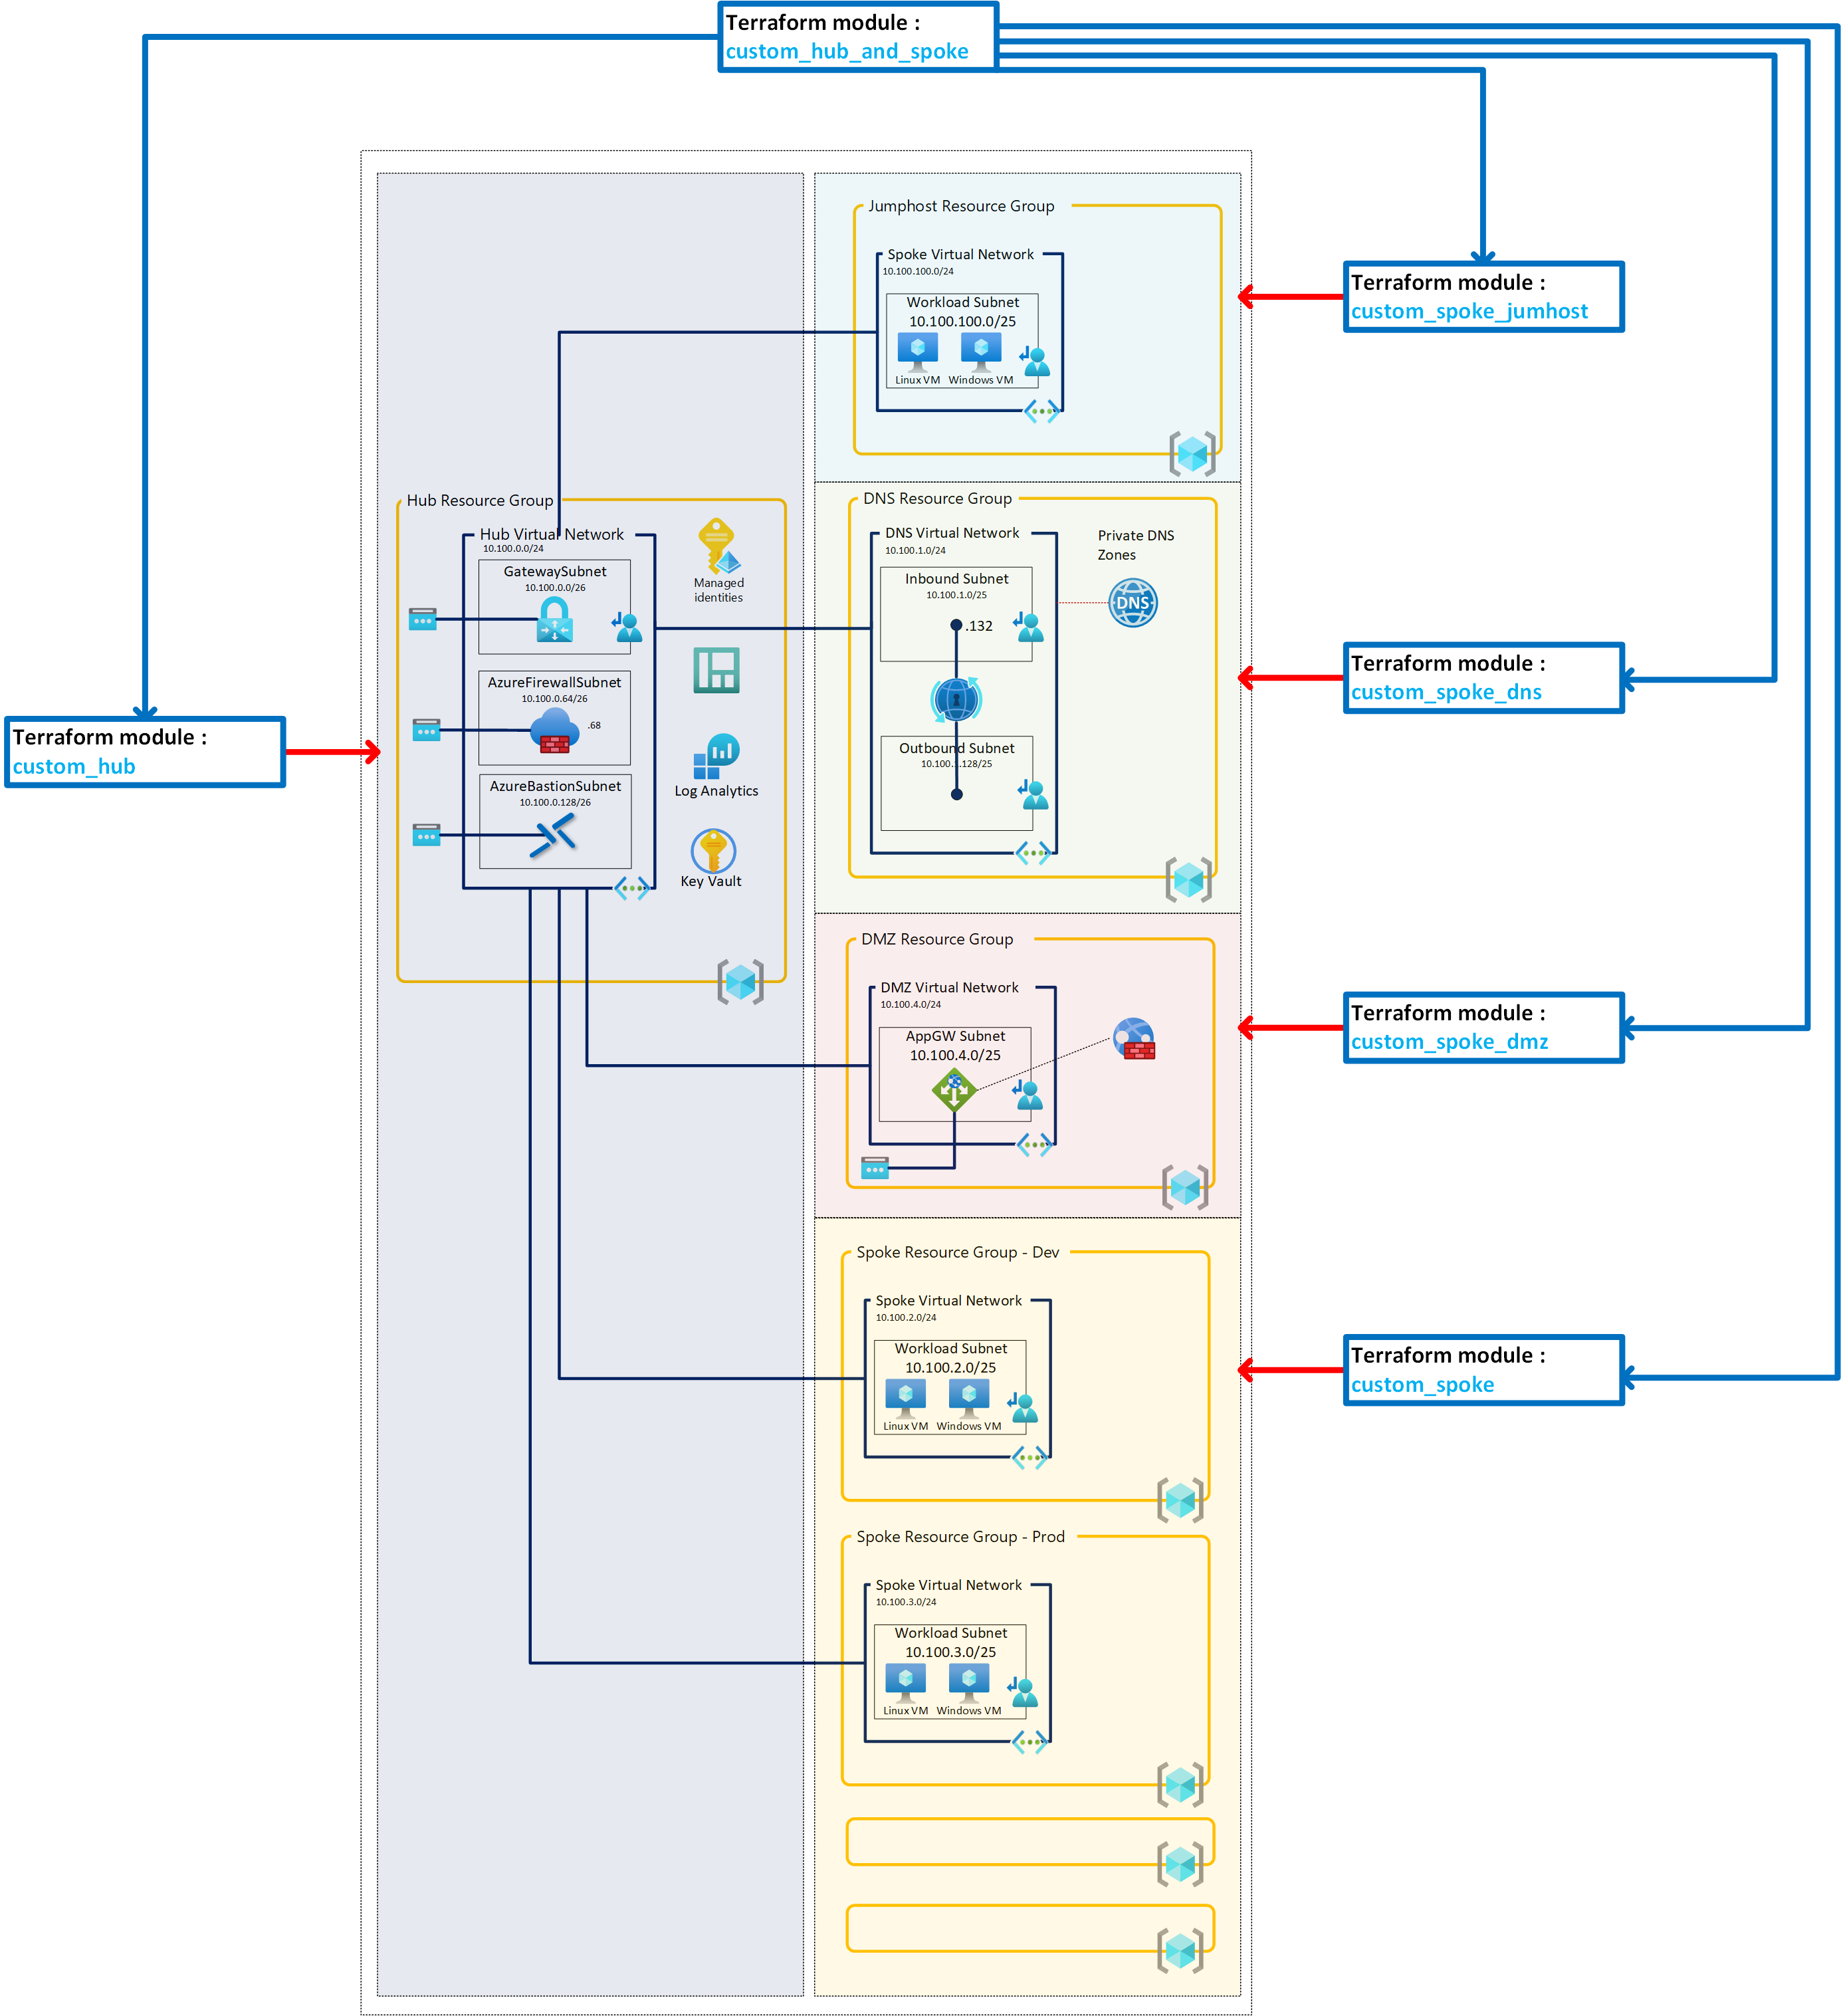 Terraform module :
custom_hub_and_spoke
Jumphost Resource Group
Spoke Virtual Network
10.100.100.0/24
Workload Subnet
10.100.100.0/25
Linux VM
Windows VM
Terraform module :
custom_spoke_jumhost
Hub Resource Group
Hub Virtual Network
10.100.0.0/24
GatewaySubnet
10.100.0.0/26
AzureFirewallSubnet
10.100.0.64/26
.68
AzureBastionSubnet
10.100.0.128/26
Managed
identities
Log Analytics
Key Vault
Terraform module :
custom_hub
DNS Resource Group
DNS Virtual Network
10.100.1.0/24
Inbound Subnet
10.100.1.0/25
.132
Outbound Subnet
10.100.1.128/25
Private DNS
Zones
DNS
Terraform module :
custom_spoke_dns
DMZ Resource Group
DMZ Virtual Network
10.100.4.0/24
AppGW Subnet
10.100.4.0/25
Terraform module :
custom_spoke_dmz
Spoke Resource Group - Dev
Spoke Virtual Network
10.100.2.0/24
Workload Subnet
10.100.2.0/25
Linux VM
Windows VM
Terraform module :
custom_spoke
Spoke Resource Group - Prod
Spoke Virtual Network
10.100.3.0/24
Workload Subnet
10.100.3.0/25
Linux VM
Windows VM